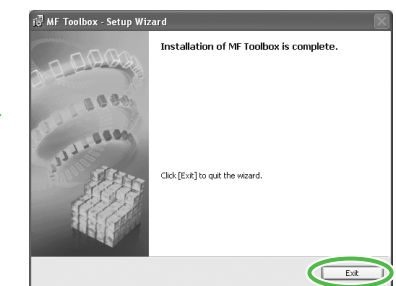 MF Toolbox - Setup Wizard
Installation of MF Toolbox is complete.
Click [Exit] to quit the wizard.
Exit